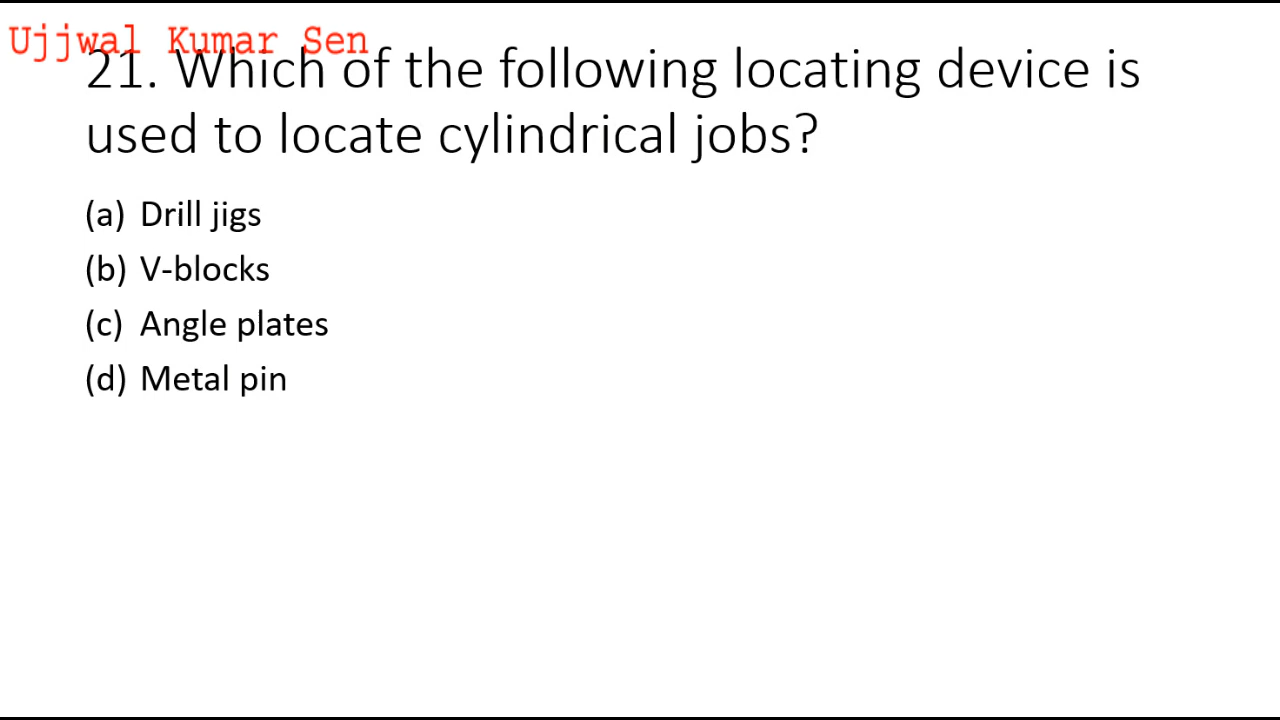 Ujjwal Kumar Sen
21. Which of the following locating device is
used to locate cylindrical jobs?
(a) Drill jigs
(b) V-blocks
(c) Angle plates
(d) Metal pin